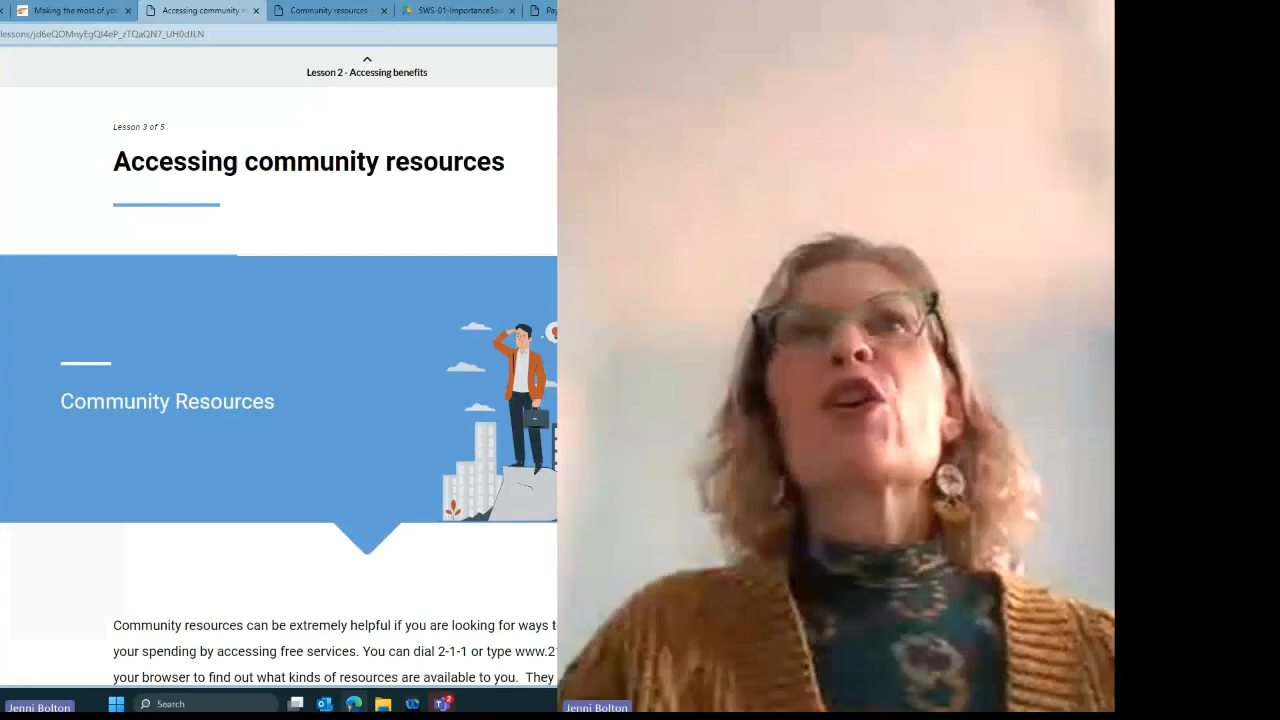 Making the most of yo
Accessing community r
Community resources
SWS-01-ImportanceSa
Pay
lessons/jd6eQOMnyEgQI4eP_zTQaQN7_UH0dJLN
Lesson 2 - Accessing benefits
Lesson 3 of 5
Accessing community resources
Community Resources
Community resources can be extremely helpful if you are looking for ways t
your spending by accessing free services. You can dial 2-1-1 or type www.2
your browser to find out what kinds of resources are available to you. They
Jenni Bolton
Search
Jenni Bolton